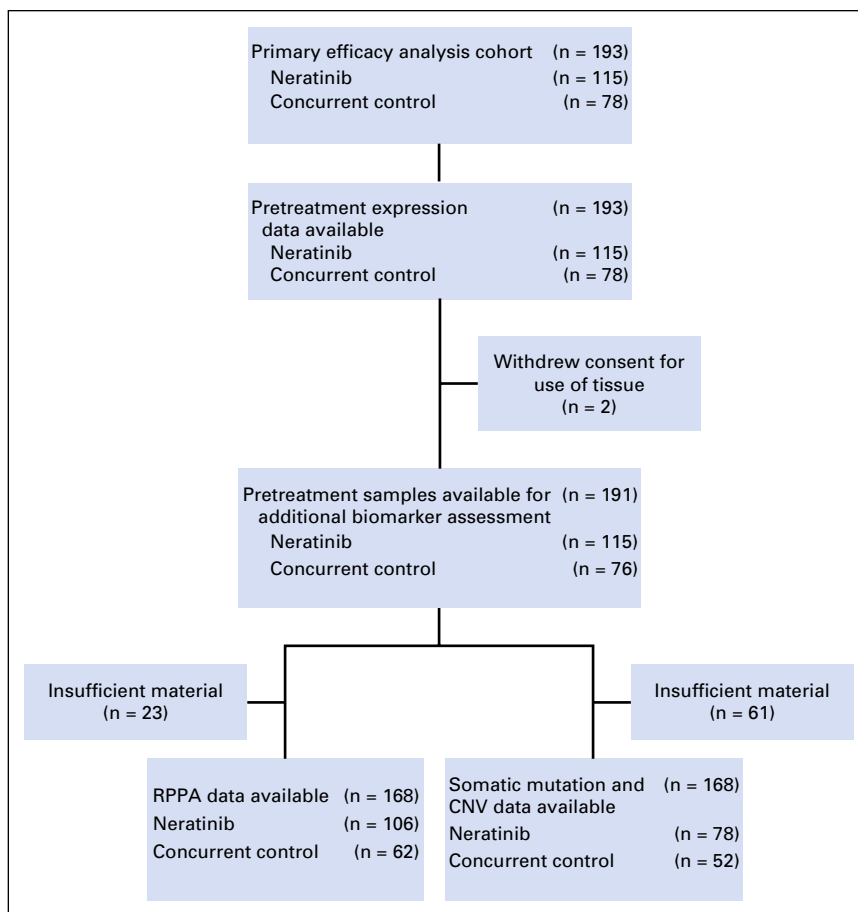 Primary efficacy analysis cohort (n = 193)
Neratinib (n = 115)
Concurrent control (n = 78)
Pretreatment expression (n = 193)
data available
Neratinib (n = 115)
Concurrent control (n = 78)
Withdrew consent for
use of tissue
(n = 2)
Pretreatment samples available for (n = 191)
additional biomarker assessment
Neratinib (n = 115)
Concurrent control (n = 76)
Insufficient material
(n = 23)
Insufficient material
(n = 61)
RPPA data available (n = 168)
Neratinib (n = 106)
Concurrent control (n = 62)
Somatic mutation and (n = 168)
CNV data available
Neratinib (n = 78)
Concurrent control (n = 52)